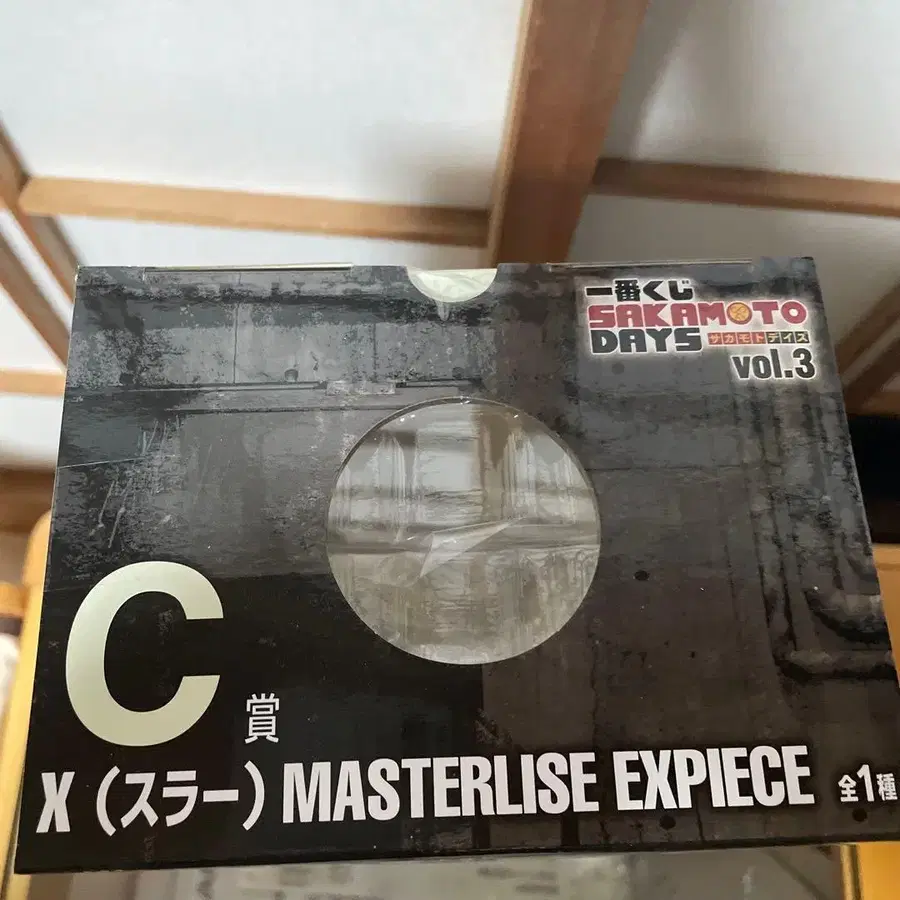 一番くじ
SAKAMOTO
DAYS サカモトデイズ
vol.3
C賞
X（スラー）MASTERLISE EXPIECE 全1種